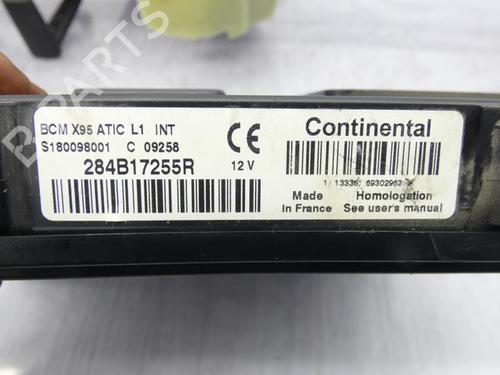 BCM X95 ATIC L1 INT
S180098001 C 09258
284B17255R
12 V
CE
Continental
Made in France
Homologation
See user's manual
B-PARTS